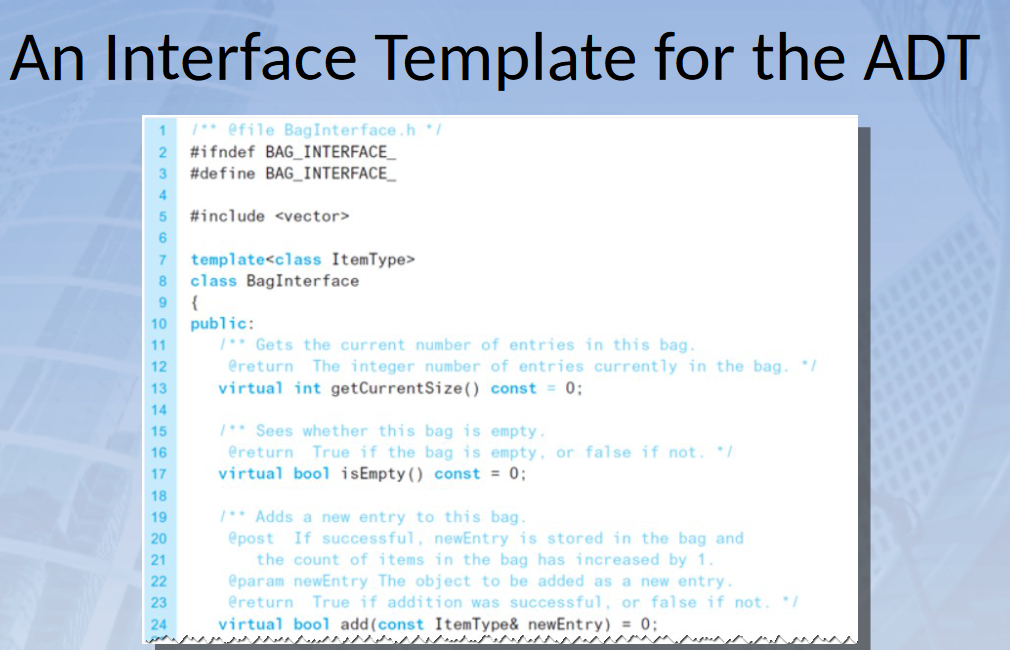 An Interface Template for the ADT
1 /** @file BagInterface.h */
2 #ifndef BAG_INTERFACE_
3 #define BAG_INTERFACE_
4
5 #include <vector>
6
7 template<class ItemType>
8 class BagInterface
9 {
10 public:
11 /** Gets the current number of entries in this bag.
12 @return The integer number of entries currently in the bag. */
13 virtual int getCurrentSize() const = 0;
14
15 /** Sees whether this bag is empty.
16 @return True if the bag is empty, or false if not. */
17 virtual bool isEmpty() const = 0;
18
19 /** Adds a new entry to this bag.
20 @post If successful, newEntry is stored in the bag and
21 the count of items in the bag has increased by 1.
22 @param newEntry The object to be added as a new entry.
23 @return True if addition was successful, or false if not. */
24 virtual bool add(const ItemType& newEntry) = 0;